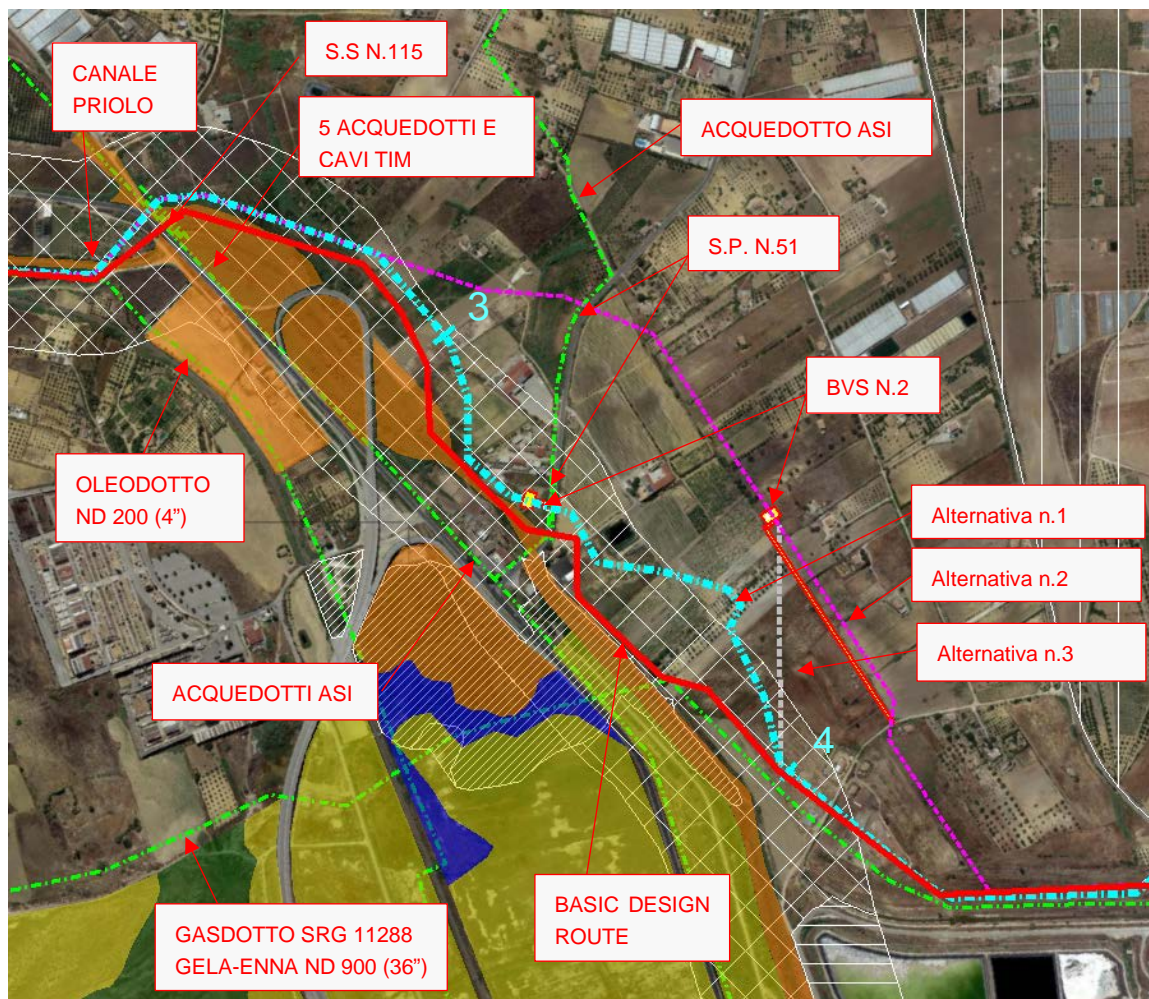 CANALE
PRIOLO
S.S N.115
5 ACQUEDOTTI E
CAVI TIM
ACQUEDOTTO ASI
S.P. N.51
3
BVS N.2
OLEODOTTO
ND 200 (4”)
Alternativa n.1
Alternativa n.2
Alternativa n.3
ACQUEDOTTI ASI
4
BASIC DESIGN
ROUTE
GASDOTTO SRG 11288
GELA-ENNA ND 900 (36”)